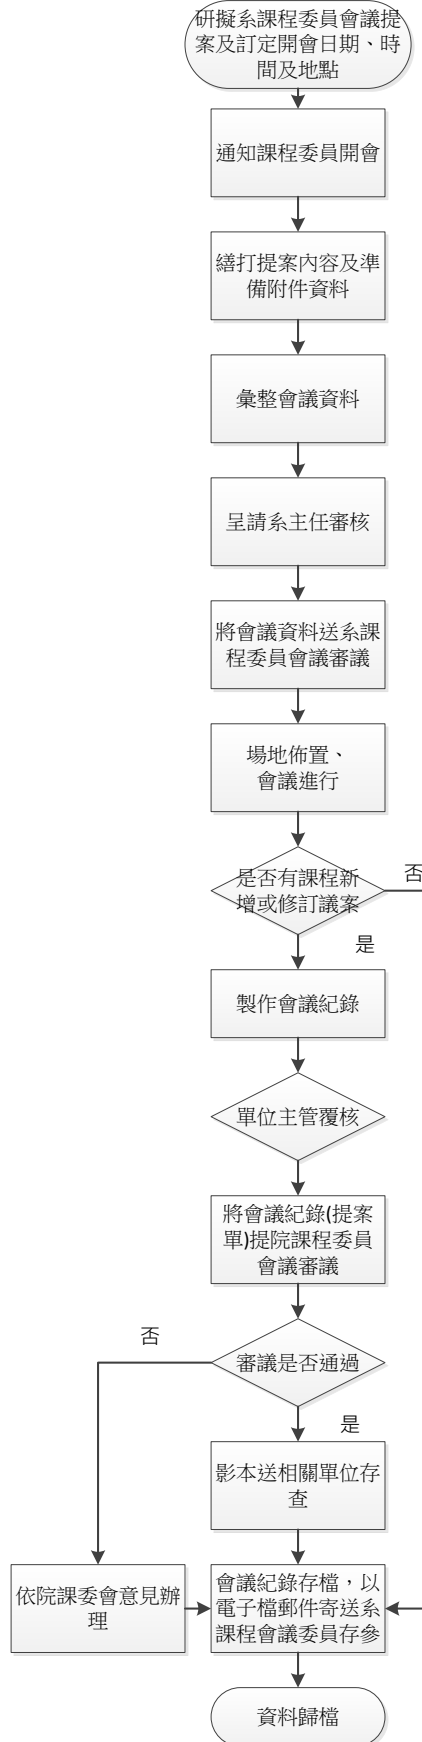 研擬系課程委員會議提
案及訂定開會日期、時
間及地點
通知課程委員開會
繕打提案內容及準
備附件資料
彙整會議資料
呈請系主任審核
將會議資料送系課
程委員會議審議
場地佈置、
會議進行
是否有課程新
增或修訂議案
否
是
製作會議紀錄
單位主管覆核
將會議紀錄(提案
單)提院課程委員
會議審議
否
審議是否通過
是
影本送相關單位存
查
依院課委會意見辦
理
會議紀錄存檔，以
電子檔郵件寄送系
課程會議委員存參
資料歸檔